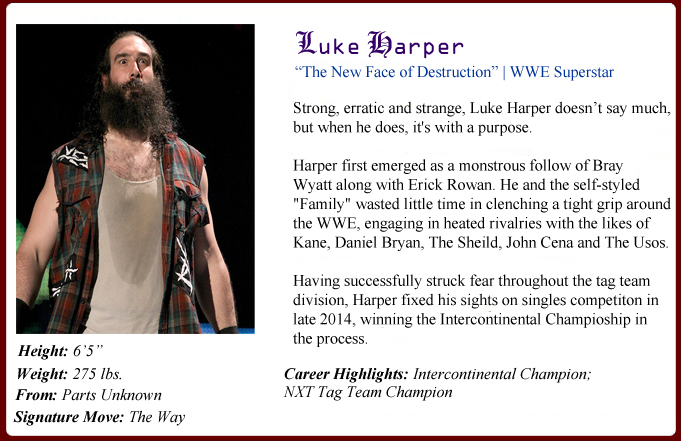 Luke Harper
“The New Face of Destruction” | WWE Superstar
Strong, erratic and strange, Luke Harper doesn’t say much,
but when he does, it's with a purpose.
Harper first emerged as a monstrous follow of Bray
Wyatt along with Erick Rowan. He and the self-styled
"Family" wasted little time in clenching a tight grip around
the WWE, engaging in heated rivalries with the likes of
Kane, Daniel Bryan, The Sheild, John Cena and The Usos.
Having successfully struck fear throughout the tag team
division, Harper fixed his sights on singles competiton in
late 2014, winning the Intercontinental Champioship in
the process.
Height: 6’5”
Weight: 275 lbs.
From: Parts Unknown
Signature Move: The Way
Career Highlights: Intercontinental Champion;
NXT Tag Team Champion